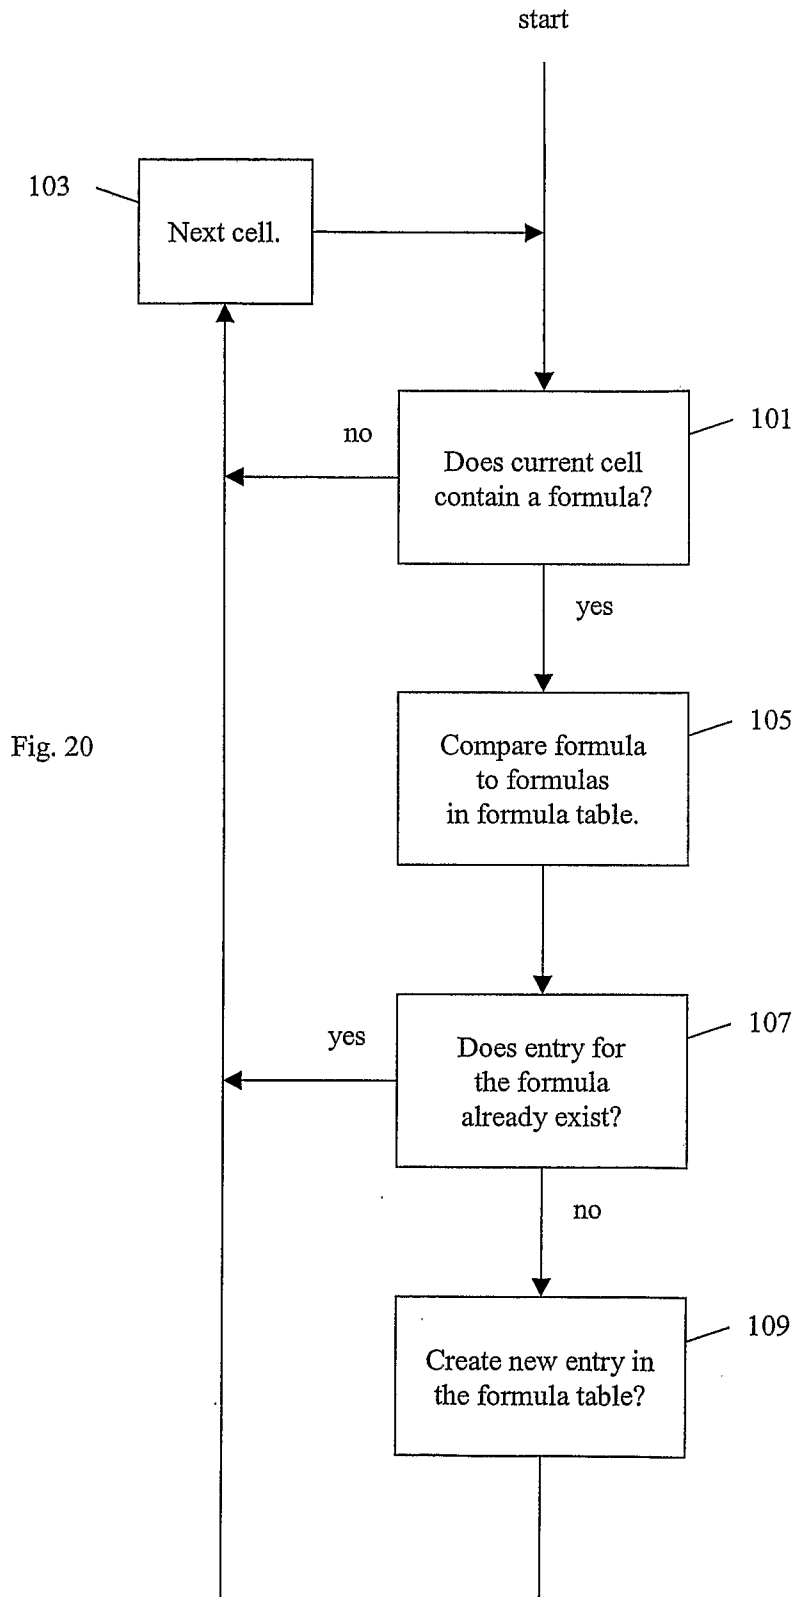 start
103
Next cell.
101
no
Does current cell
contain a formula?
yes
105
Fig. 20
Compare formula
to formulas
in formula table.
107
yes
Does entry for
the formula
already exist?
no
109
Create new entry in
the formula table?